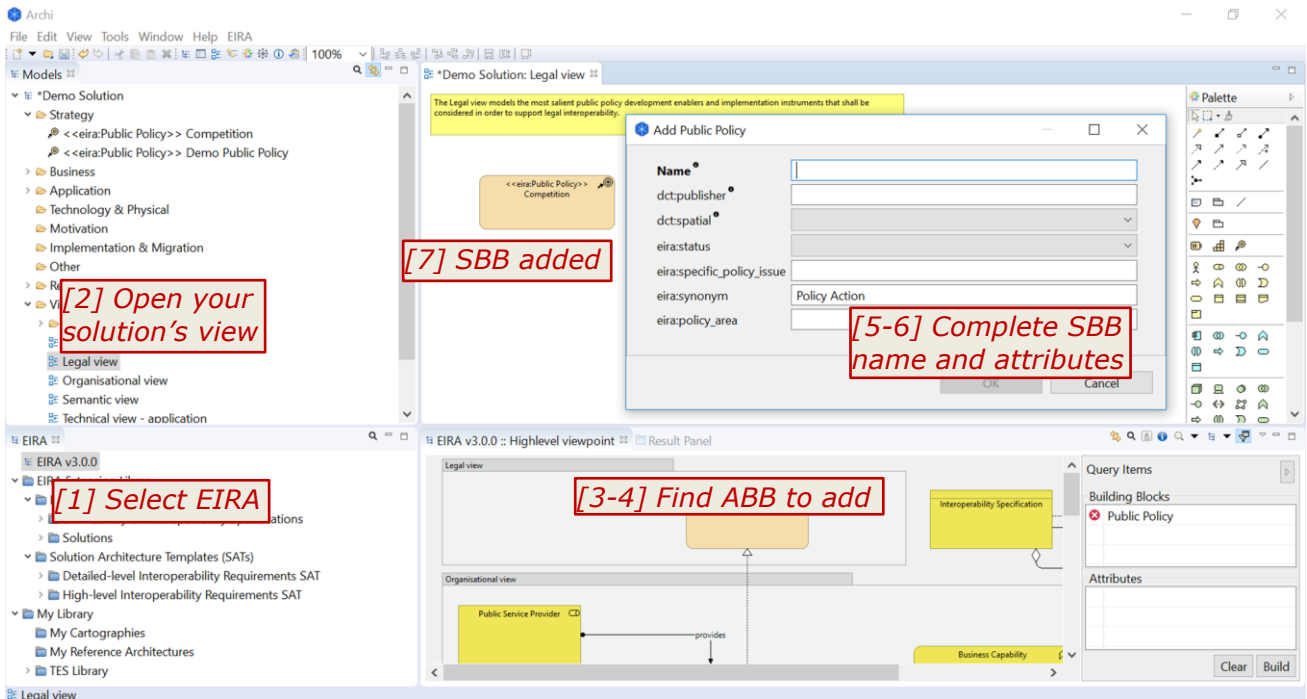 Archi
File Edit View Tools Window Help EIRA
100%
Models
*Demo Solution
Strategy
<<eira:Public Policy>> Competition
<<eira:Public Policy>> Demo Public Policy
Business
Application
Technology & Physical
Motivation
Implementation & Migration
Other
[2] Open your
solution's view
Legal view
Organisational view
Semantic view
Technical view - application
*Demo Solution: Legal view
The Legal view models the most salient public policy development enablers and implementation instruments that shall be
considered in order to support legal interoperability.
<<eira:Public Policy>>
Competition
[7] SBB added
Add Public Policy
Name
dct:publisher
dct:spatial
eira:status
eira:specific_policy_issue
eira:synonym Policy Action
eira:policy_area
[5-6] Complete SBB
name and attributes
OK Cancel
Palette
EIRA
EIRA v3.0.0
[1] Select EIRA
Solutions
Solution Architecture Templates (SATs)
Detailed-level Interoperability Requirements SAT
High-level Interoperability Requirements SAT
My Library
My Cartographies
My Reference Architectures
TES Library
EIRA v3.0.0 :: Highlevel viewpoint Result Panel
Legal view
[3-4] Find ABB to add
Interoperability Specification
Organisational view
Public Service Provider
provides
Business Capability
Query Items
Building Blocks
Public Policy
Attributes
Clear Build
Legal view